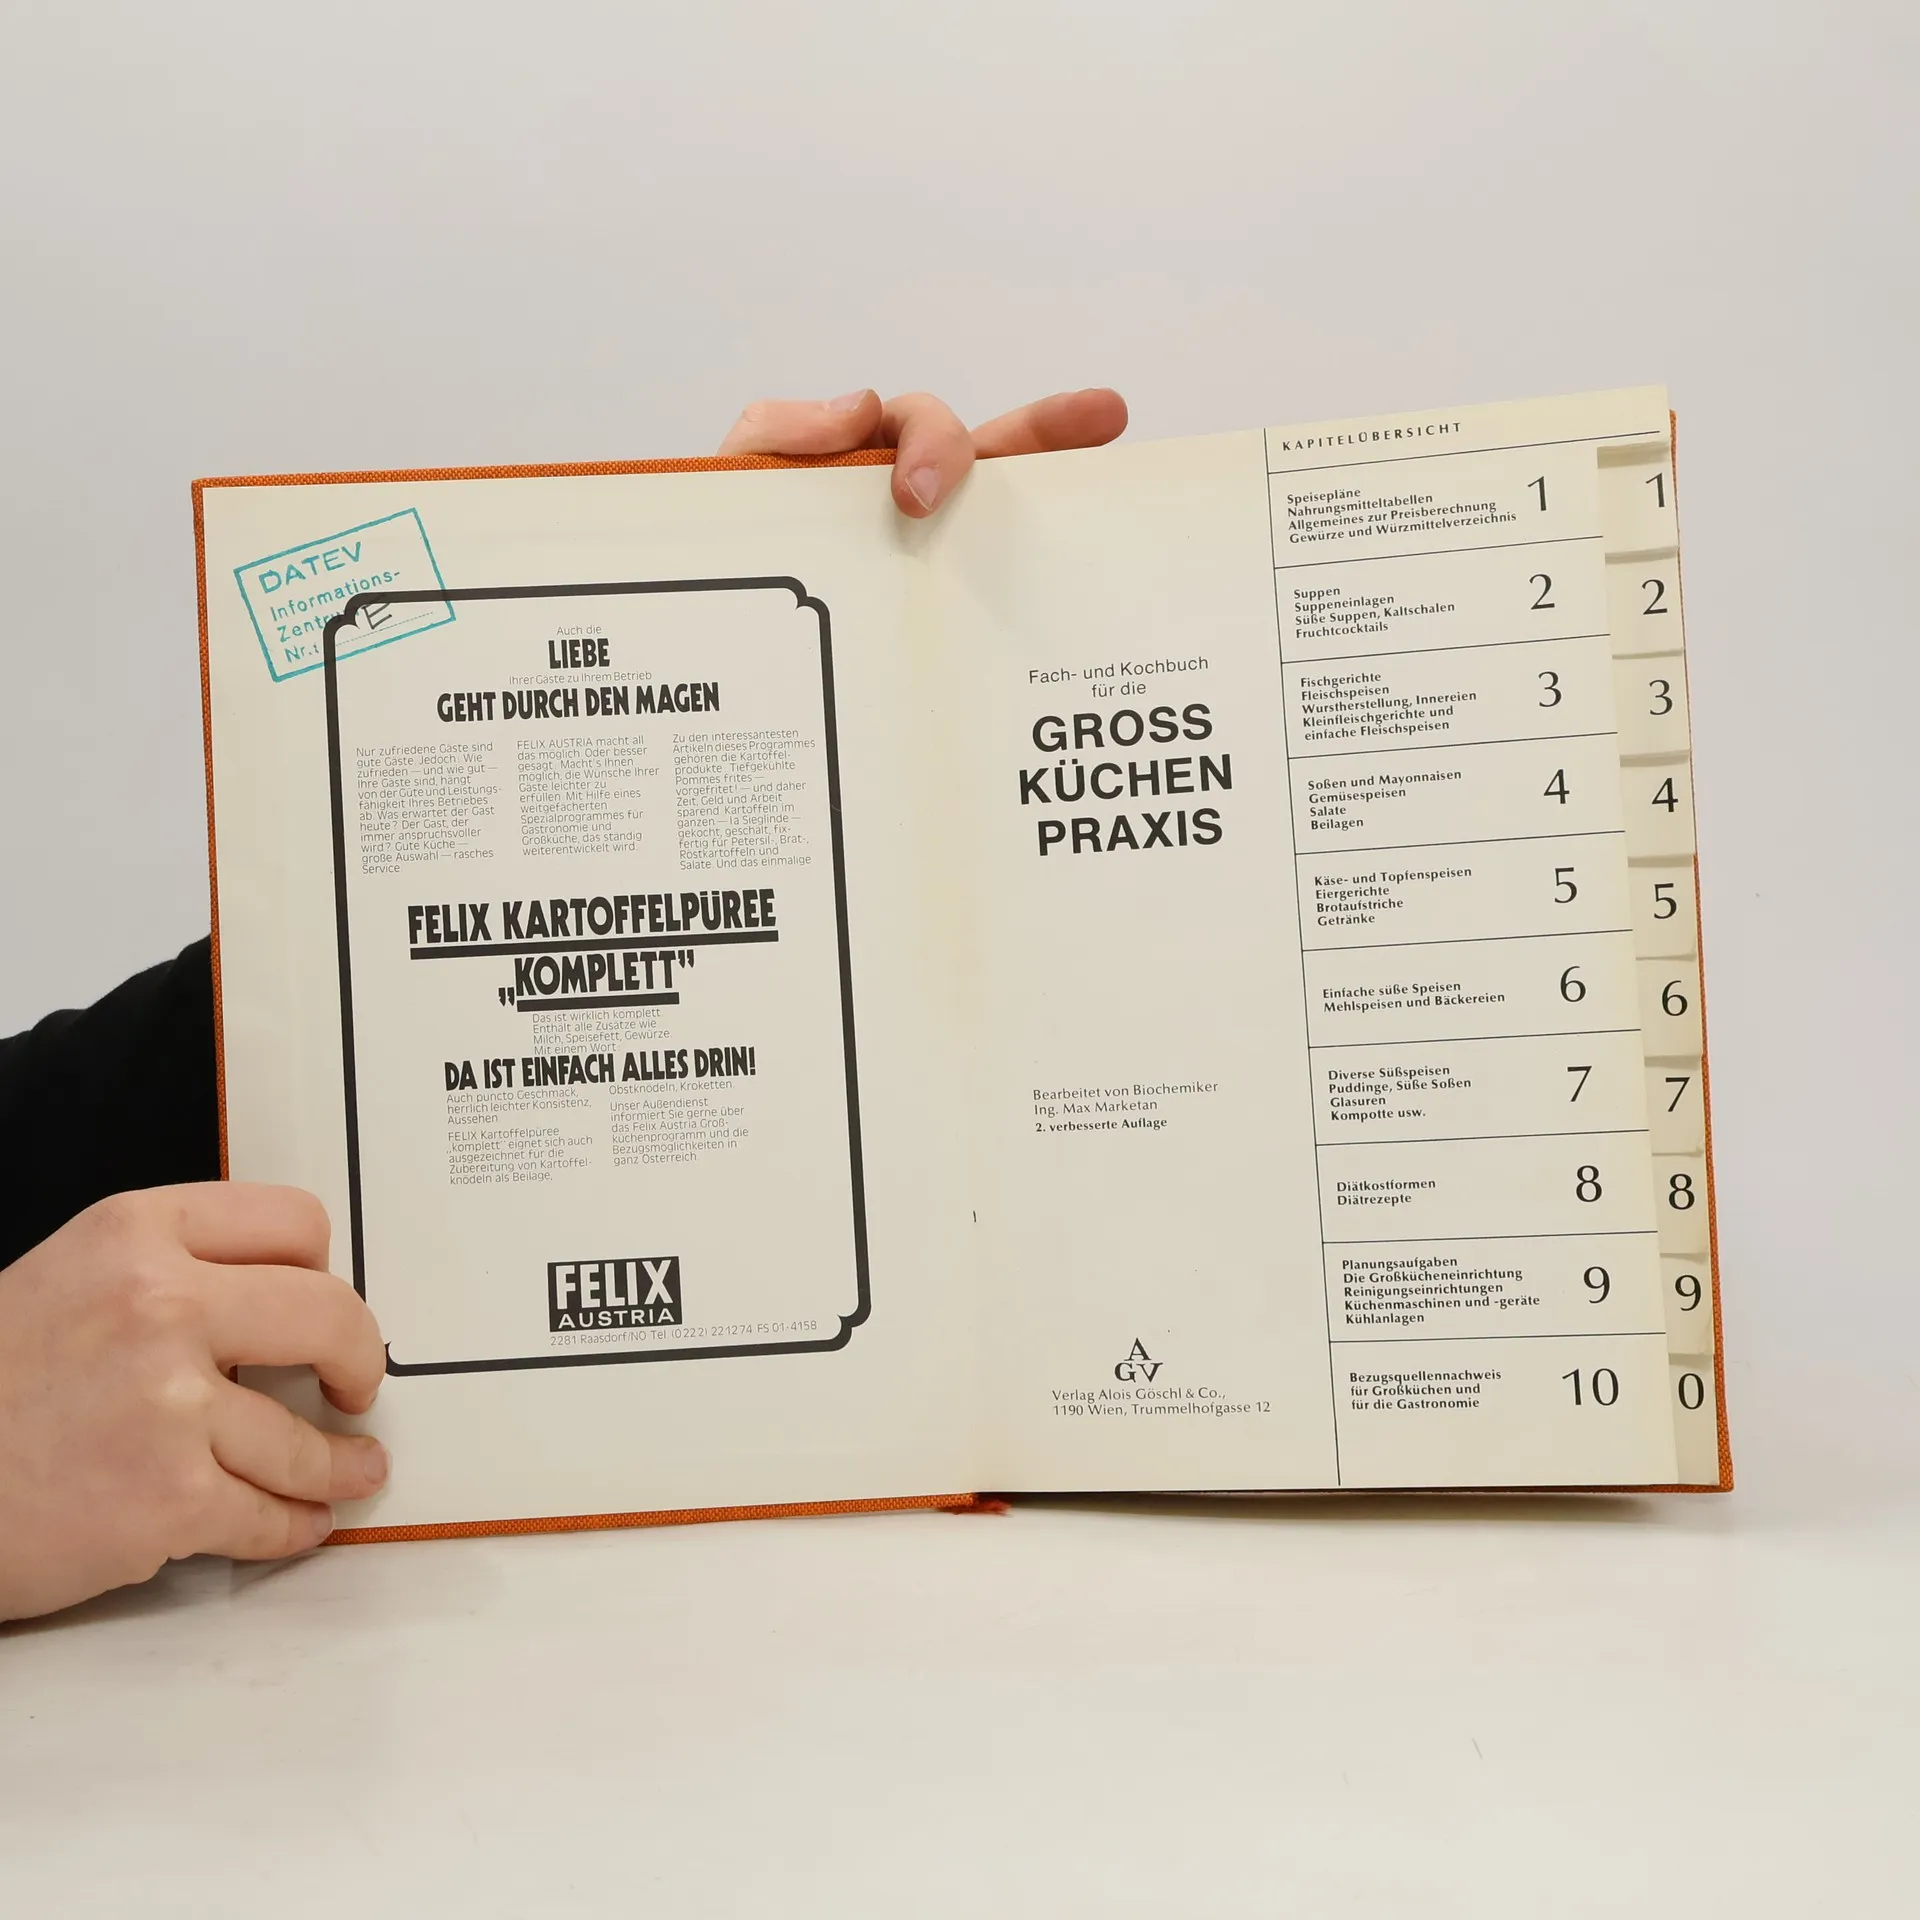 DATEV
Informations-
Zentrum
Nr.: E
Auch die
LIEBE
Ihrer Gäste zu Ihrem Betrieb
GEHT DURCH DEN MAGEN
Nur zufriedene Gäste sind
gute Gäste. Jedoch: Wie
zufrieden — und wie gut —
Ihre Gäste sind, hängt
von der Güte und Leistungs-
fähigkeit Ihres Betriebes
ab. Was erwartet der Gast
heute? Der Gast, der
immer anspruchsvoller
wird? Gute Küche —
große Auswahl — rasches
Service.
FELIX AUSTRIA macht all
das möglich. Oder besser
gesagt: Macht's Ihnen
möglich, die Wünsche Ihrer
Gäste leichter zu
erfüllen. Mit Hilfe eines
weitgefächerten
Spezialprogrammes für
Gastronomie und
Großküche, das ständig
weiterentwickelt wird.
Zu den interessantesten
Artikeln dieses Programmes
gehören die Kartoffel-
produkte: Tiefgekühlte
Pommes frites —
vorgefritet! — und daher
Zeit, Geld und Arbeit
sparend. Kartoffeln im
ganzen — Ia Sieglinde —
gekocht, geschält, fix-
fertig für Petersil-, Brat-,
Röstkartoffeln und
Salate. Und das einmalige
FELIX KARTOFFELPÜREE
„KOMPLETT”
Das ist wirklich komplett.
Enthält alle Zusätze wie
Milch, Speisefett, Gewürze.
Mit einem Wort:
DA IST EINFACH ALLES DRIN!
Auch puncto Geschmack,
herrlich leichter Konsistenz,
Aussehen.
FELIX Kartoffelpüree
„komplett” eignet sich auch
ausgezeichnet für die
Zubereitung von Kartoffel-
knödeln als Beilage,
Obstknödeln, Kroketten.
Unser Außendienst
informiert Sie gerne über
das Felix Austria Groß-
küchenprogramm und die
Bezugsmöglichkeiten in
ganz Österreich.
FELIX
AUSTRIA
2281 Raasdorf/NÖ Tel. (0222) 221274 FS 01-4158
Fach- und Kochbuch
für die
GROSS
KÜCHEN
PRAXIS
Bearbeitet von Biochemiker
Ing. Max Marketan
2. verbesserte Auflage
A
GV
Verlag Alois Göschl & Co.,
1190 Wien, Trummelhofgasse 12
KAPITELÜBERSICHT
Speisepläne
Nahrungsmitteltabellen
Allgemeines zur Preisberechnung
Gewürze und Würzmittelverzeichnis
1
Suppen
Suppeneinlagen
Süße Suppen, Kaltschalen
Fruchtcocktails
2
Fischgerichte
Fleischspeisen
Wurstherstellung, Innereien
Kleinfleischgerichte und
einfache Fleischspeisen
3
Soßen und Mayonnaisen
Gemüsespeisen
Salate
Beilagen
4
Käse- und Topfenspeisen
Eiergerichte
Brotaufstriche
Getränke
5
Einfache süße Speisen
Mehlspeisen und Bäckereien
6
Diverse Süßspeisen
Puddinge, Süße Soßen
Glasuren
Kompotte usw.
7
Diätkostformen
Diätrezepte
8
Planungsaufgaben
Die Großkücheneinrichtung
Reinigungseinrichtungen
Küchenmaschinen und -geräte
Kühlanlagen
9
Bezugsquellennachweis
für Großküchen und
für die Gastronomie
10
1
2
3
4
5
6
7
8
9
0